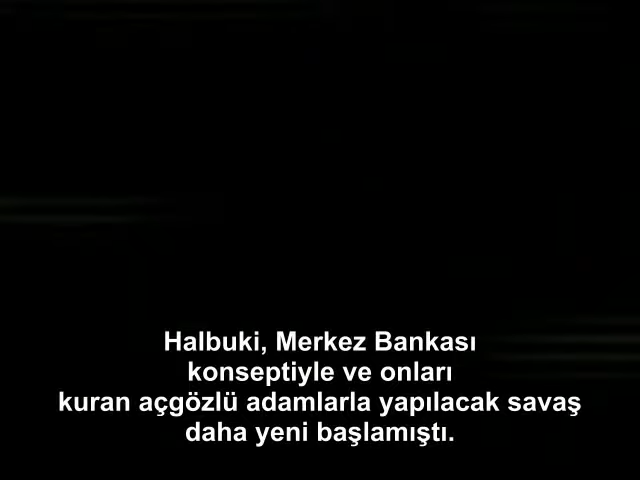 Halbuki, Merkez Bankası
konseptiyle ve onları
kuran açgözlü adamlarla yapılacak savaş
daha yeni başlamıştı.